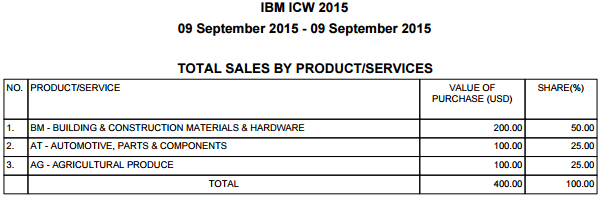 IBM ICW 2015
09 September 2015 - 09 September 2015
TOTAL SALES BY PRODUCT/SERVICES
NO. PRODUCT/SERVICE VALUE OF PURCHASE (USD) SHARE(%)
1. BM - BUILDING & CONSTRUCTION MATERIALS & HARDWARE 200.00 50.00
2. AT - AUTOMOTIVE, PARTS & COMPONENTS 100.00 25.00
3. AG - AGRICULTURAL PRODUCE 100.00 25.00
TOTAL 400.00 100.00